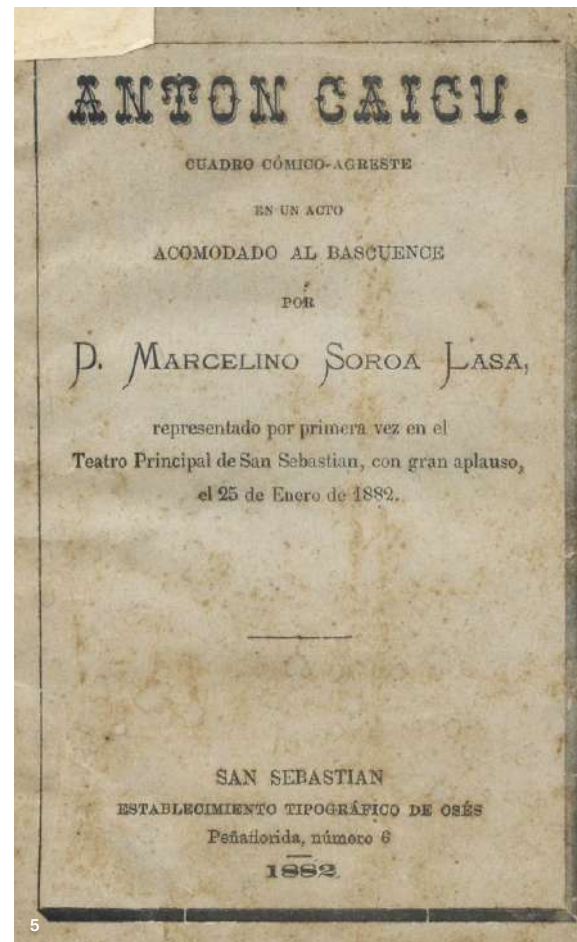 ANTON CAICU.
CUADRO CÓMICO-AGRESTE
EN UN ACTO
ACOMODADO AL BASCUENCE
POR
D. MARCELINO SOROA LASA,
representado por primera vez en el
Teatro Principal de San Sebastian, con gran aplauso,
el 25 de Enero de 1882.
SAN SEBASTIAN
ESTABLECIMIENTO TIPOGRÁFICO DE OSÉS
Peñaflorida, número 6
1882
5